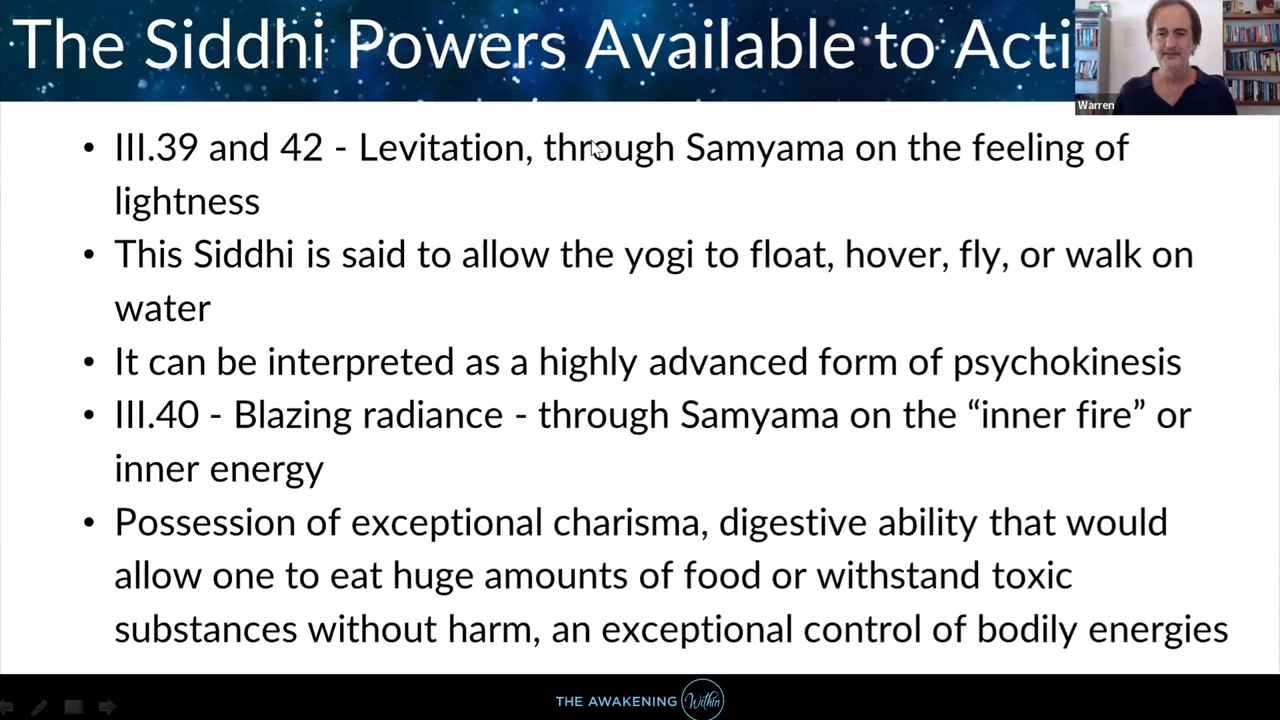 The Siddhi Powers Available to Acti
Warren
• III.39 and 42 - Levitation, through Samyama on the feeling of
lightness
• This Siddhi is said to allow the yogi to float, hover, fly, or walk on
water
• It can be interpreted as a highly advanced form of psychokinesis
• III.40 - Blazing radiance - through Samyama on the “inner fire” or
inner energy
• Possession of exceptional charisma, digestive ability that would
allow one to eat huge amounts of food or withstand toxic
substances without harm, an exceptional control of bodily energies
THE AWAKENING Within